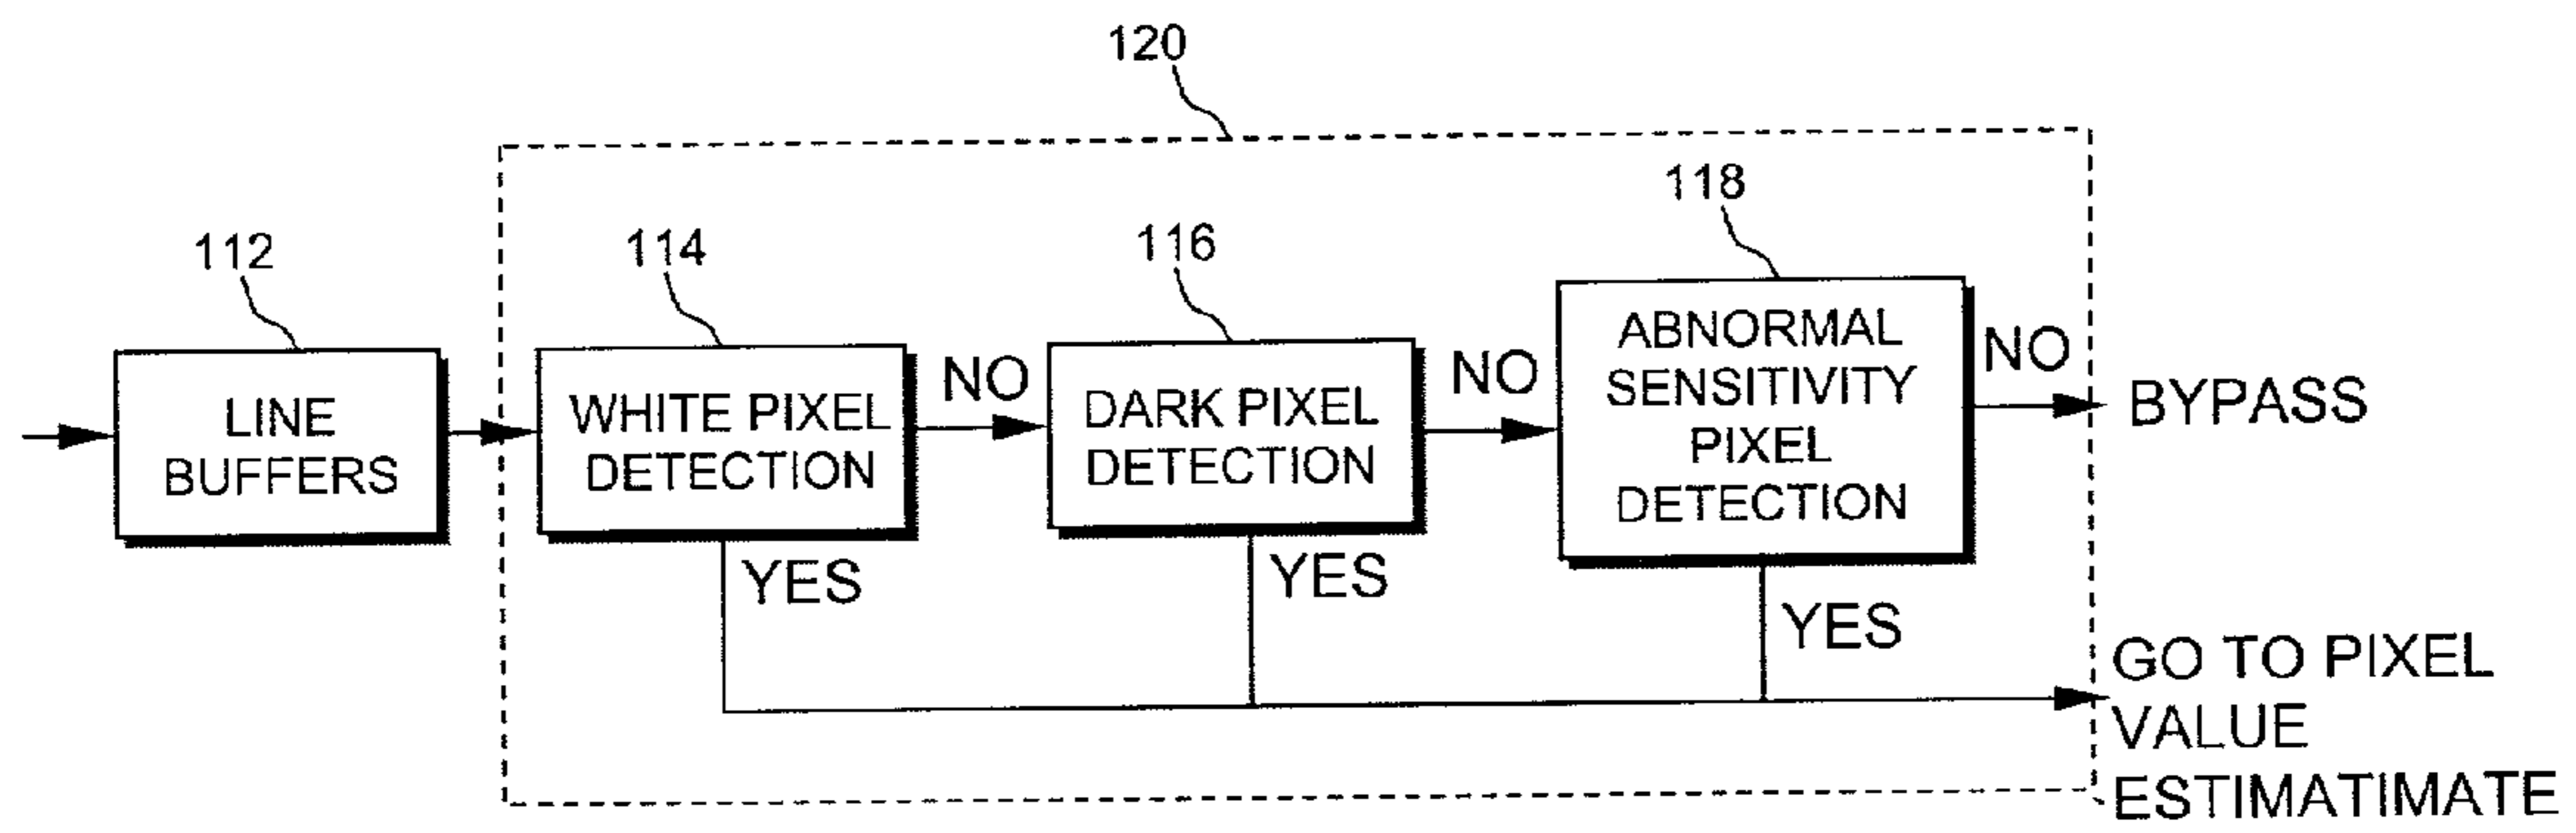 120
118
112
114
116
LINE
BUFFERS
WHITE PIXEL
DETECTION
NO
DARK PIXEL
DETECTION
NO
ABNORMAL
SENSITIVITY
PIXEL
DETECTION
NO
BYPASS
YES
YES
YES
GO TO PIXEL
VALUE
ESTIMATIMATE